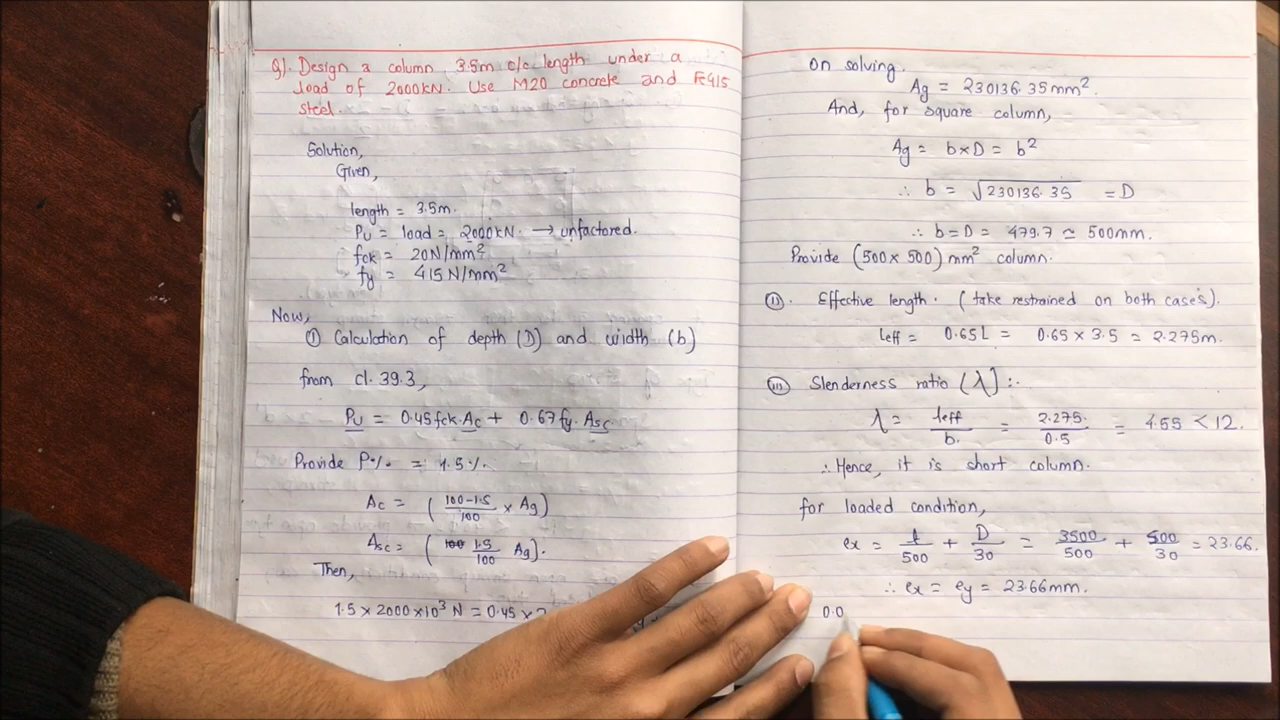 Q1. Design a column 3.5m c/c length under a
load of 2000kN. Use M20 concrete and Fe415
steel.
Solution,
Given,
length = 3.5m.
Pu = load = 2000kN. → unfactored.
fck = 20N/mm²
fy = 415N/mm²
Now,
① Calculation of depth (D) and width (b)
from cl. 39.3,
Pu = 0.45fck.Ac + 0.67fy.Asc
Provide P% = 1.5%.
Ac = (100-1.5/100 × Ag)
Asc = (1.5/100 Ag).
Then,
1.5 × 2000 × 10³ N = 0.45 ×
On solving.
Ag = 230136.35mm².
And, for square column,
Ag = b×D = b²
∴ b = √230136.35 = D
∴ b=D = 479.7 ≃ 500mm.
Provide (500 × 500) mm² column.
ⅱ. Effective length. (take restrained on both cases).
leff = 0.65L = 0.65 × 3.5 = 2.275m.
ⅲ Slenderness ratio (λ) :-
λ = leff/b. = 2.275/0.5 = 4.55 < 12.
∴ Hence, it is short column.
for loaded condition,
ex = l/500 + D/30 = 3500/500 + 500/30 = 23.66.
∴ ex = ey = 23.66mm.
0.0